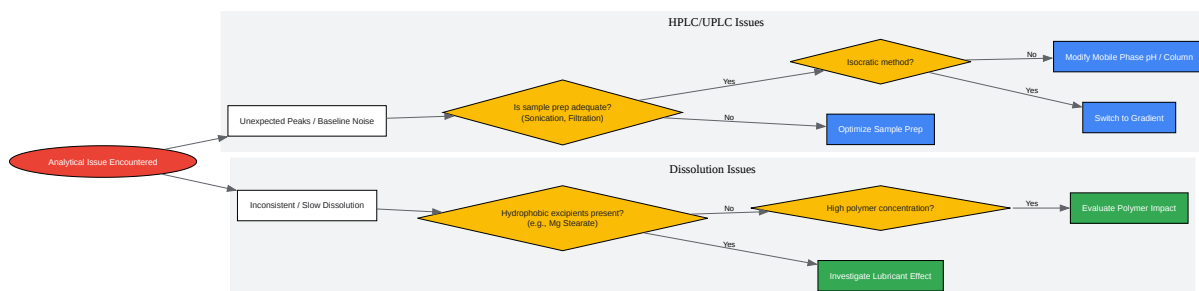 HPLC/UPLC Issues
Isocratic method?
No
Modify Mobile Phase pH / Column
Yes
Is sample prep adequate?
(Sonication, Filtration)
Yes
Unexpected Peaks / Baseline Noise
No
Optimize Sample Prep
Switch to Gradient
Analytical Issue Encountered
Dissolution Issues
Inconsistent / Slow Dissolution
Hydrophobic excipients present?
(e.g., Mg Stearate)
No
High polymer concentration?
Yes
Evaluate Polymer Impact
Yes
Investigate Lubricant Effect